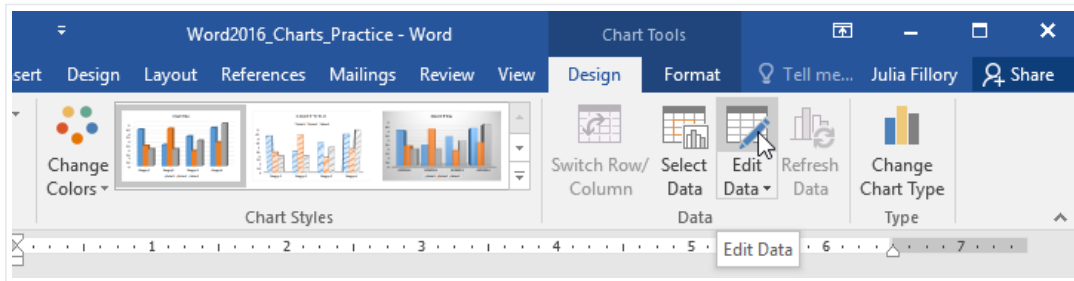 Word2016_Charts_Practice - Word
Chart Tools
sert Design Layout References Mailings Review View Design Format Tell me... Julia Fillory Share
Change Colors
Switch Row/ Column
Select Data
Edit Data
Refresh Data
Change Chart Type
Chart Styles
Data
Type
1 2 3 4 5 6 7
Edit Data